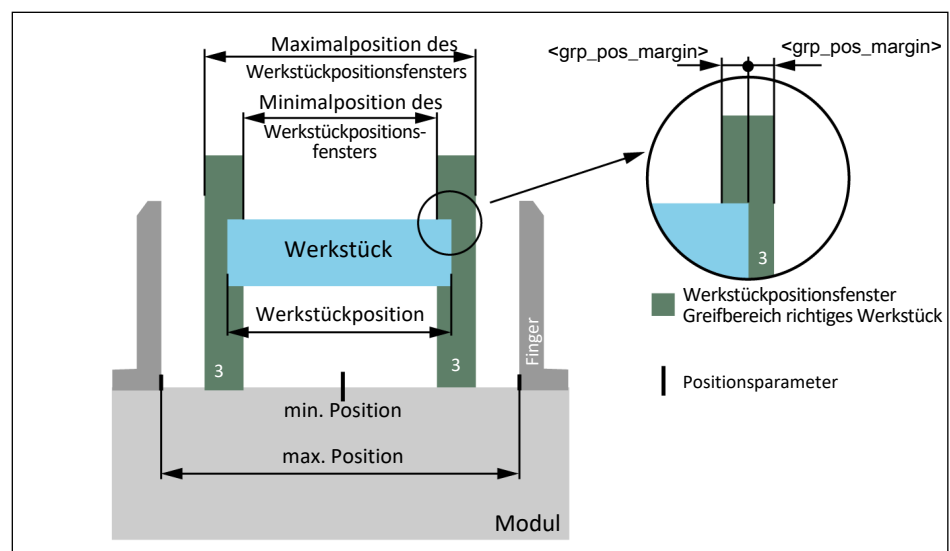 Maximalposition des
Werkstückpositionsfensters
Minimalposition des
Werkstückpositions-
fensters
<grp_pos_margin>
<grp_pos_margin>
Werkstück
Werkstückposition
3
3
3
Finger
Werkstückpositionsfenster
Greifbereich richtiges Werkstück
Positionsparameter
min. Position
max. Position
Modul